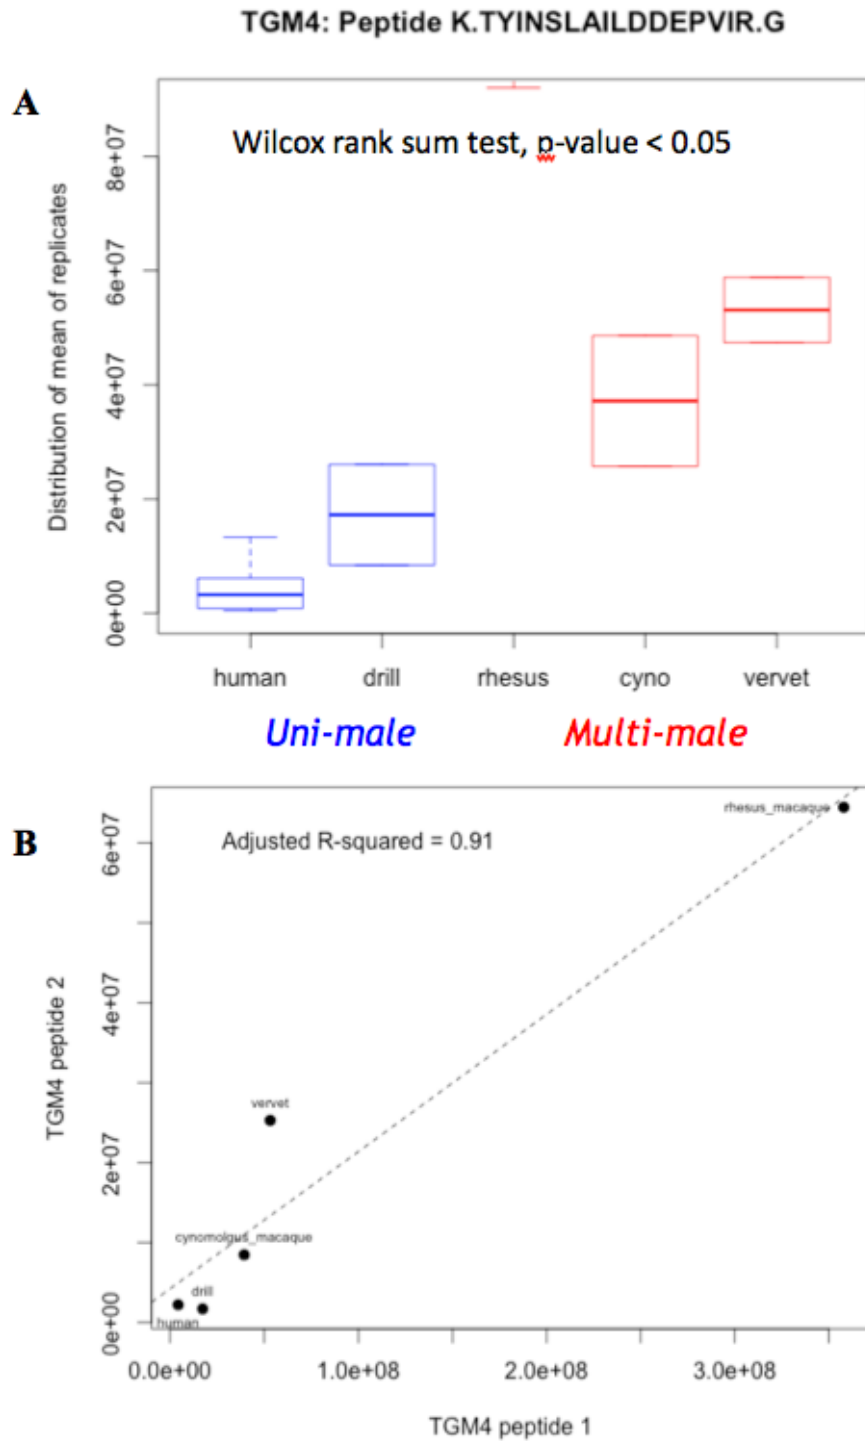 TGM4: Peptide K.TYINSLAILDDEPVIR.G
A
Wilcox rank sum test, p-value < 0.05
Distribution of mean of replicates
8e+07
6e+07
4e+07
2e+07
0e+00
human drill rhesus cyno vervet
Uni-male Multi-male
B
Adjusted R-squared = 0.91
rhesus_macaque
TGM4 peptide 2
6e+07
4e+07
2e+07
0e+00
vervet
cynomolgus_macaque
drill
human
0.0e+00 1.0e+08 2.0e+08 3.0e+08
TGM4 peptide 1